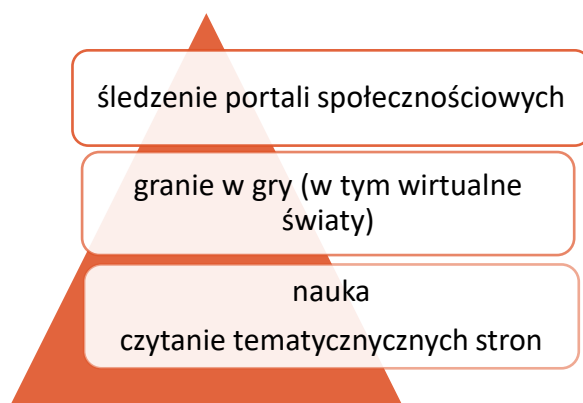 śledzenie portali społecznościowych
granie w gry (w tym wirtualne
światy)
nauka
czytanie tematycznycznych stron